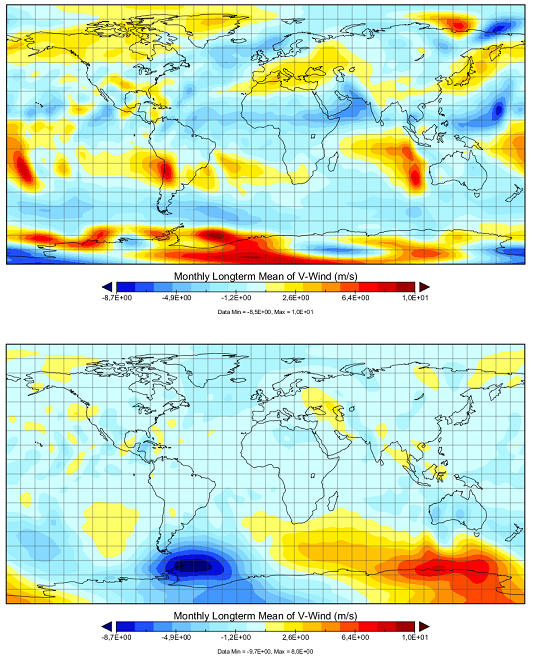 Monthly Longterm Mean of V-Wind (m/s)
-8,7E+00 -4,9E+00 -1,2E+00 2,6E+00 6,4E+00 1,0E+01
Data Min = -8,5E+00, Max = 1,0E+01
Monthly Longterm Mean of V-Wind (m/s)
-8,7E+00 -4,9E+00 -1,2E+00 2,6E+00 6,4E+00 1,0E+01
Data Min = -9,7E+00, Max = 8,0E+00